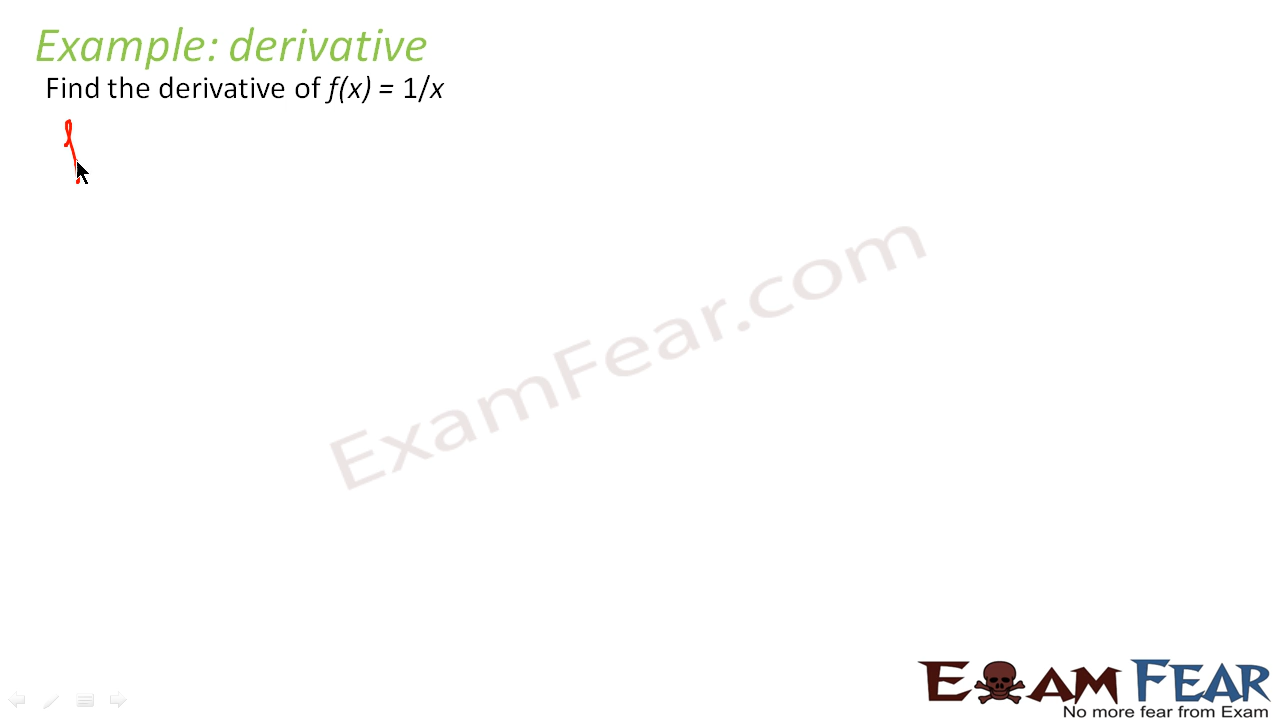 Example: derivative
Find the derivative of f(x) = 1/x
ExamFear.com
EXAM FEAR
No more fear from Exam